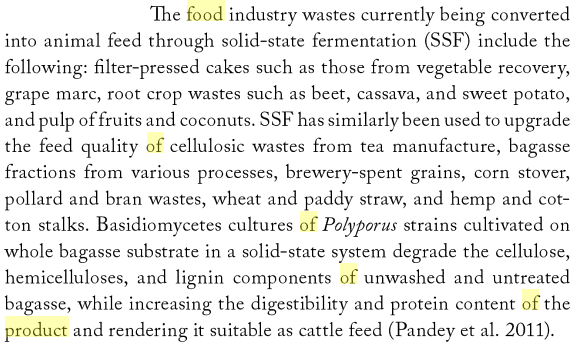 The food industry wastes currently being converted
into animal feed through solid-state fermentation (SSF) include the
following: filter-pressed cakes such as those from vegetable recovery,
grape marc, root crop wastes such as beet, cassava, and sweet potato,
and pulp of fruits and coconuts. SSF has similarly been used to upgrade
the feed quality of cellulosic wastes from tea manufacture, bagasse
fractions from various processes, brewery-spent grains, corn stover,
pollard and bran wastes, wheat and paddy straw, and hemp and cot-
ton stalks. Basidiomycetes cultures of Polyporus strains cultivated on
whole bagasse substrate in a solid-state system degrade the cellulose,
hemicelluloses, and lignin components of unwashed and untreated
bagasse, while increasing the digestibility and protein content of the
product and rendering it suitable as cattle feed (Pandey et al. 2011).